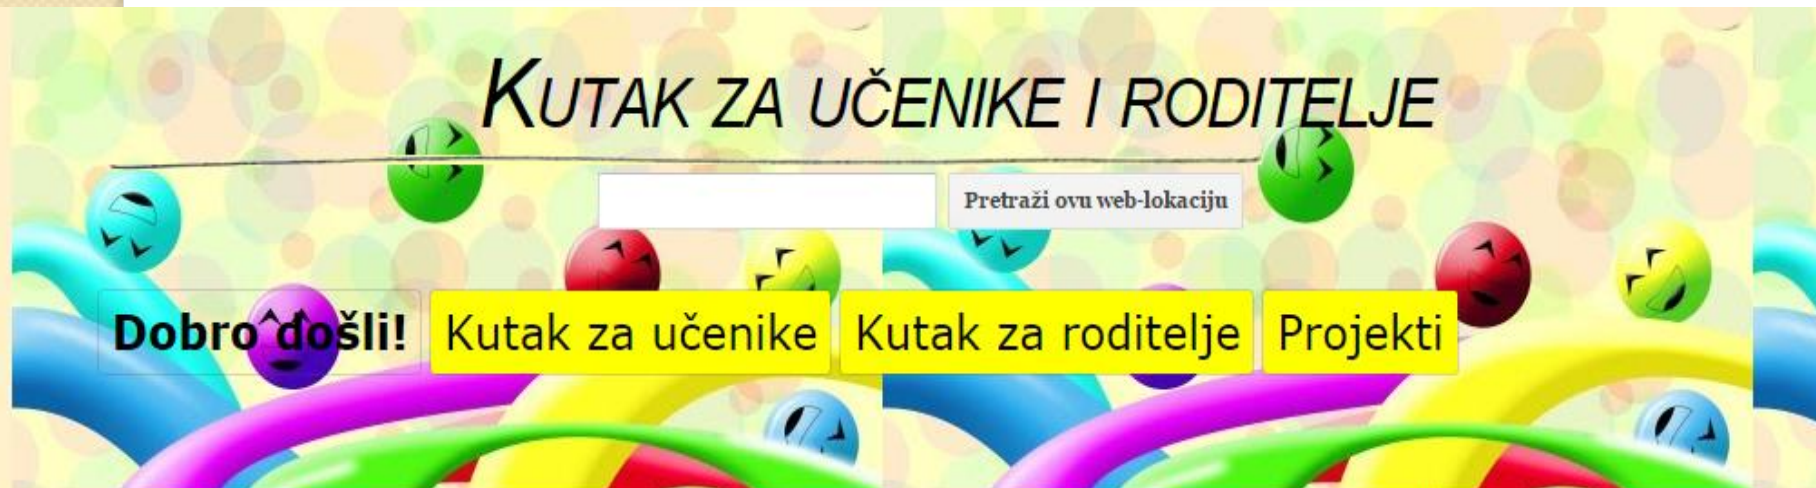 KUTAK ZA UČENIKE I RODITELJE
Pretraži ovu web-lokaciju
Dobro došli! Kutak za učenike Kutak za roditelje Projekti